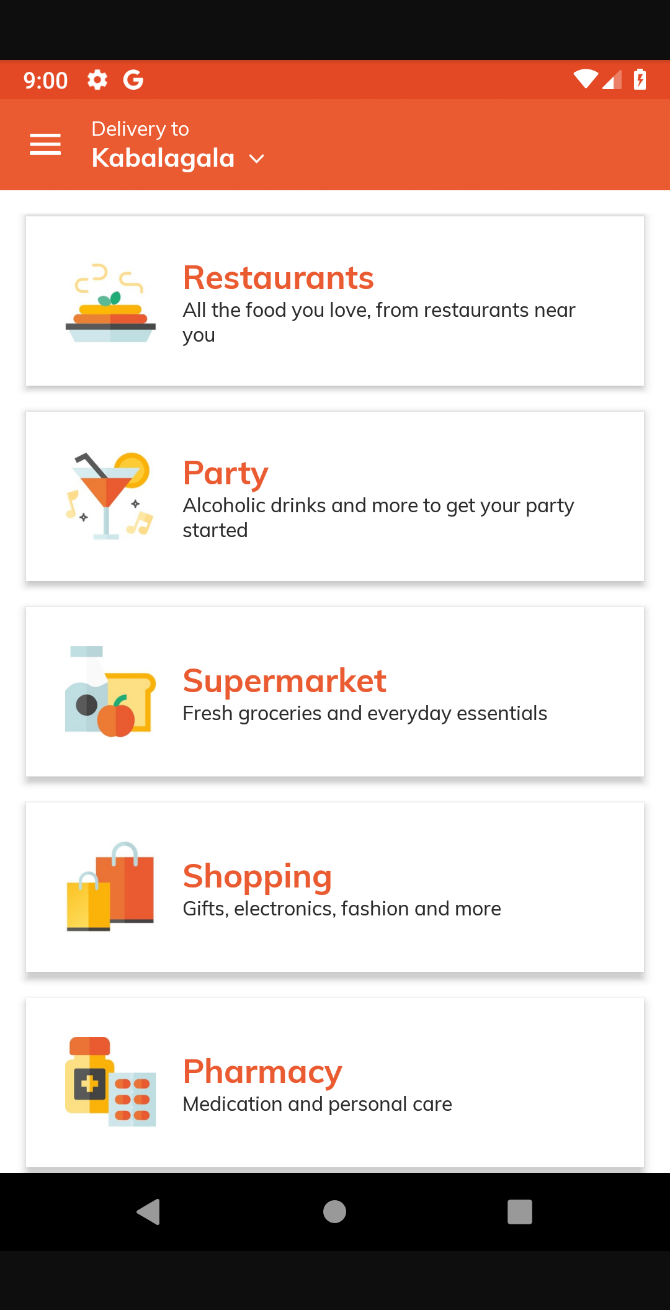 9:00
Delivery to
Kabalagala
Restaurants
All the food you love, from restaurants near
you
Party
Alcoholic drinks and more to get your party
started
Supermarket
Fresh groceries and everyday essentials
Shopping
Gifts, electronics, fashion and more
Pharmacy
Medication and personal care